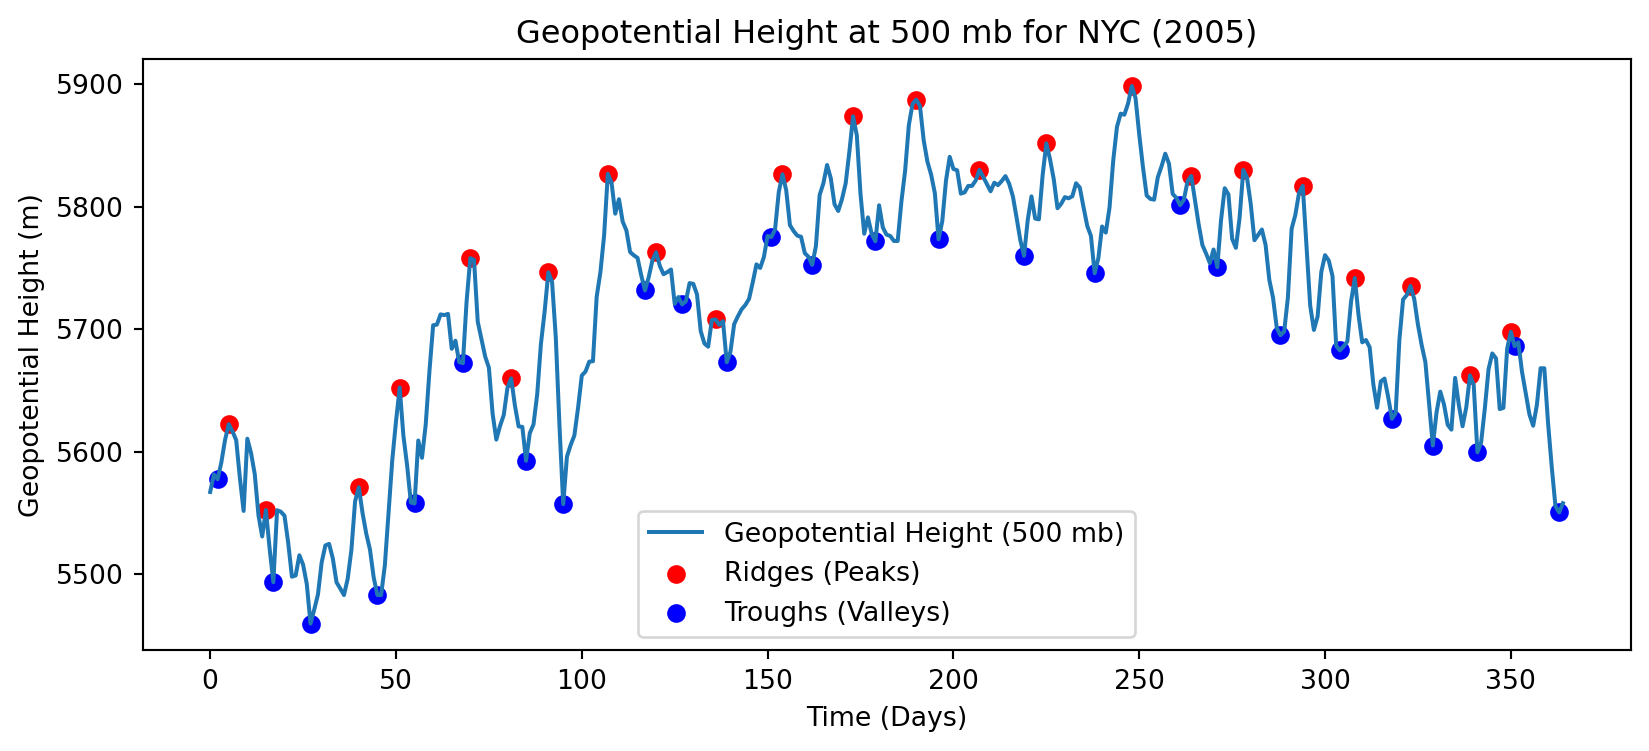 Geopotential Height at 500 mb for NYC (2005)
Geopotential Height (m)
5900
5800
5700
5600
5500
Geopotential Height (500 mb)
Ridges (Peaks)
Troughs (Valleys)
0 50 100 150 200 250 300 350
Time (Days)